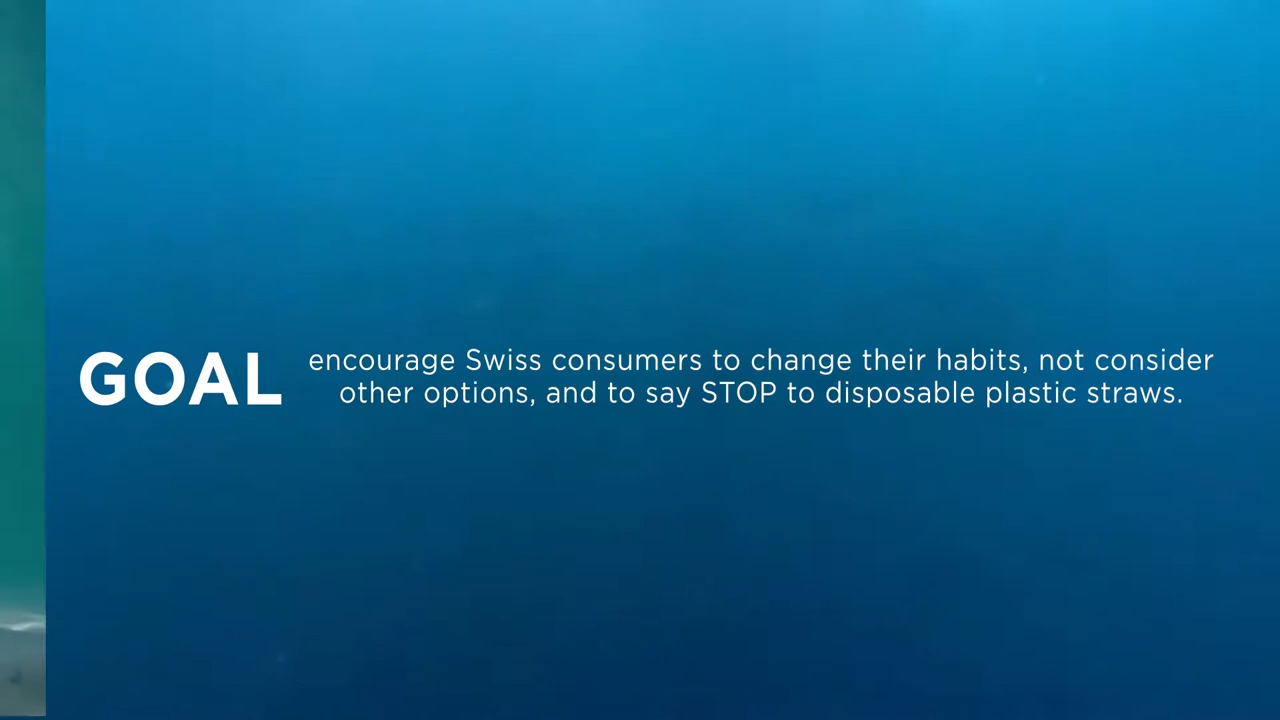 GOAL
encourage Swiss consumers to change their habits, not consider
other options, and to say STOP to disposable plastic straws.